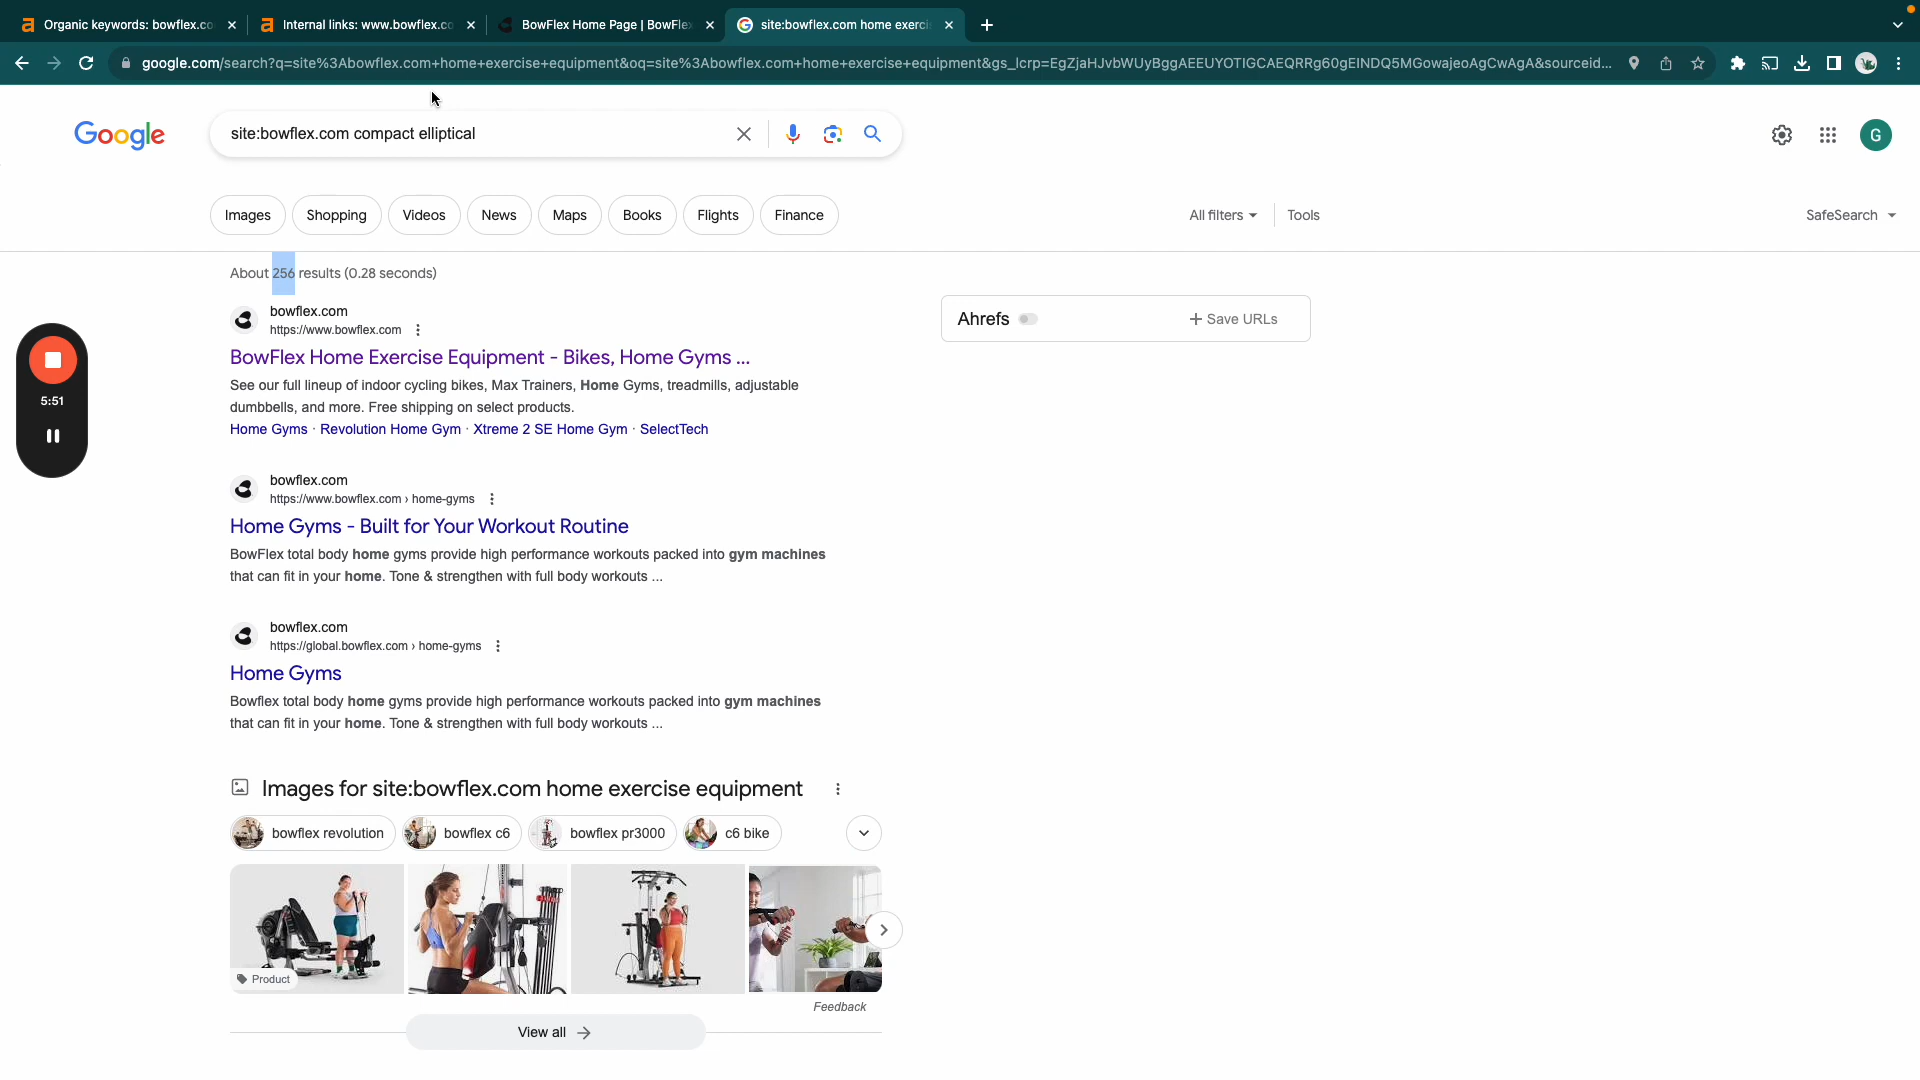 Organic keywords: bowflex.co
Internal links: www.bowflex.co
BowFlex Home Page | BowFlex
site:bowflex.com home exerci
google.com/search?q=site%3Abowflex.com+home+exercise+equipment&oq=site%3Abowflex.com+home+exercise+equipment&gs_lcrp=EgZjaHJvbWUyBggAEEUYOTIGCAEQRRg60gEINDQ5MGowajeoAgCwAgA&sourceid...
Google
site:bowflex.com compact elliptical
G
Images
Shopping
Videos
News
Maps
Books
Flights
Finance
All filters
Tools
SafeSearch
About 256 results (0.28 seconds)
bowflex.com
https://www.bowflex.com
BowFlex Home Exercise Equipment - Bikes, Home Gyms ...
See our full lineup of indoor cycling bikes, Max Trainers, Home Gyms, treadmills, adjustable
dumbbells, and more. Free shipping on select products.
Home Gyms · Revolution Home Gym · Xtreme 2 SE Home Gym · SelectTech
Ahrefs
+ Save URLs
5:51
bowflex.com
https://www.bowflex.com › home-gyms
Home Gyms - Built for Your Workout Routine
BowFlex total body home gyms provide high performance workouts packed into gym machines
that can fit in your home. Tone & strengthen with full body workouts ...
bowflex.com
https://global.bowflex.com › home-gyms
Home Gyms
Bowflex total body home gyms provide high performance workouts packed into gym machines
that can fit in your home. Tone & strengthen with full body workouts ...
Images for site:bowflex.com home exercise equipment
bowflex revolution
bowflex c6
bowflex pr3000
c6 bike
Product
Feedback
View all